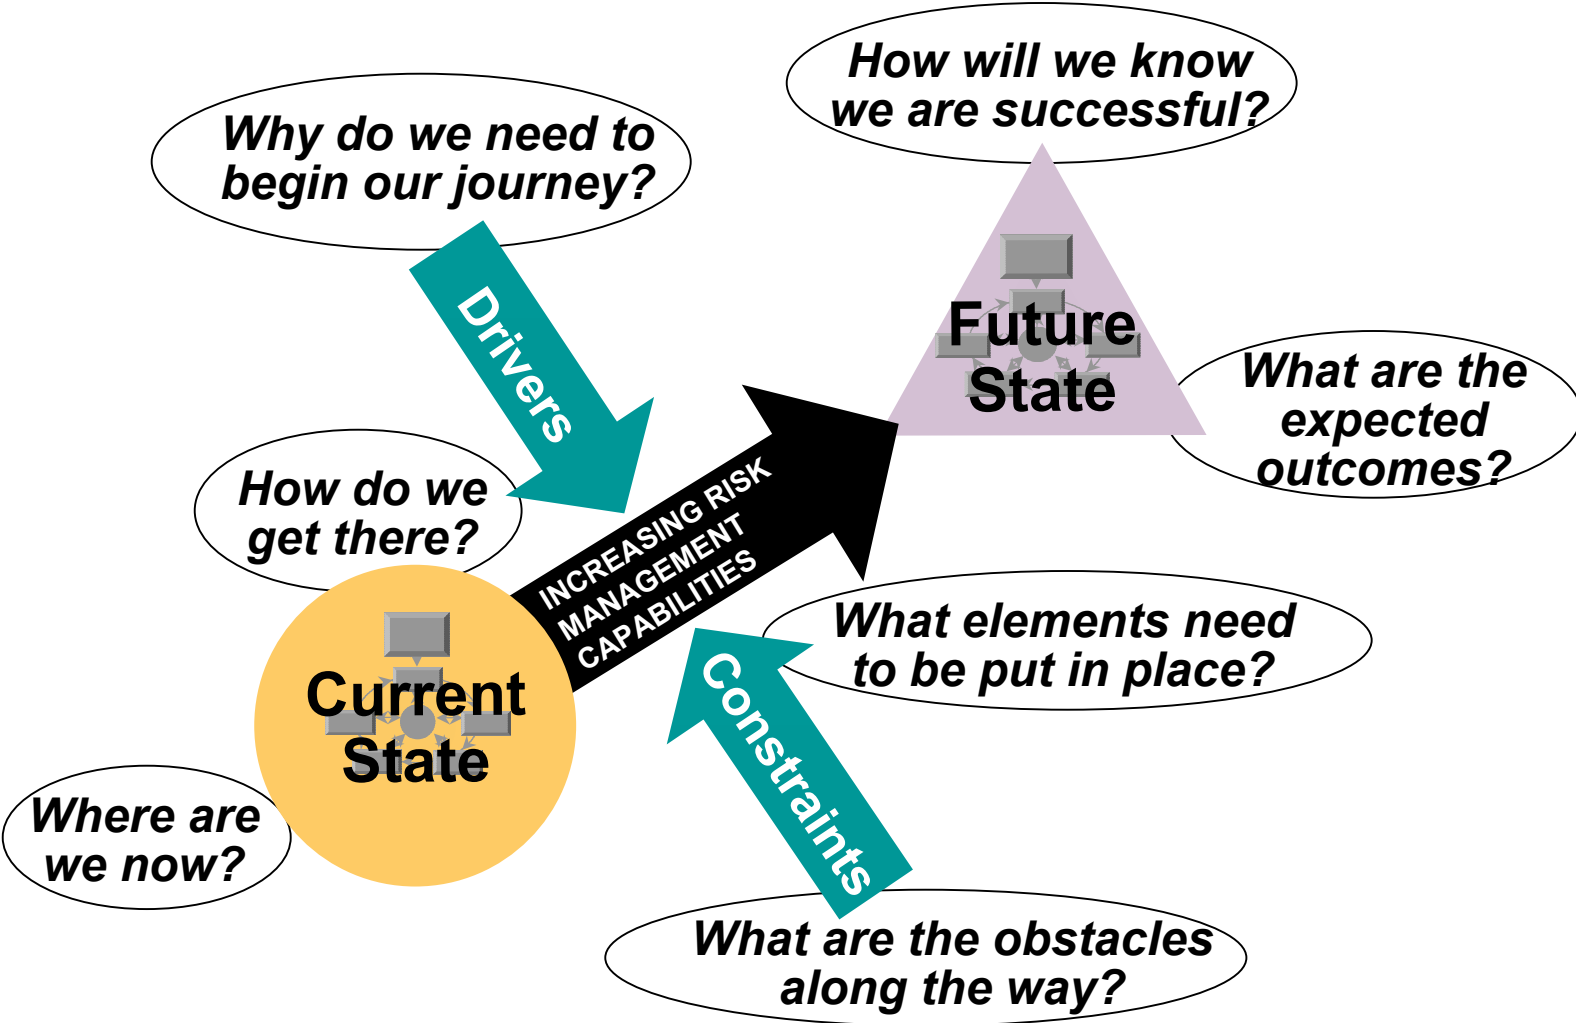 How will we know
we are successful?
Why do we need to
begin our journey?
Drivers
Future
State
What are the
expected
outcomes?
How do we
get there?
INCREASING RISK
MANAGEMENT
CAPABILITIES
What elements need
to be put in place?
Constraints
Current
State
Where are
we now?
What are the obstacles
along the way?